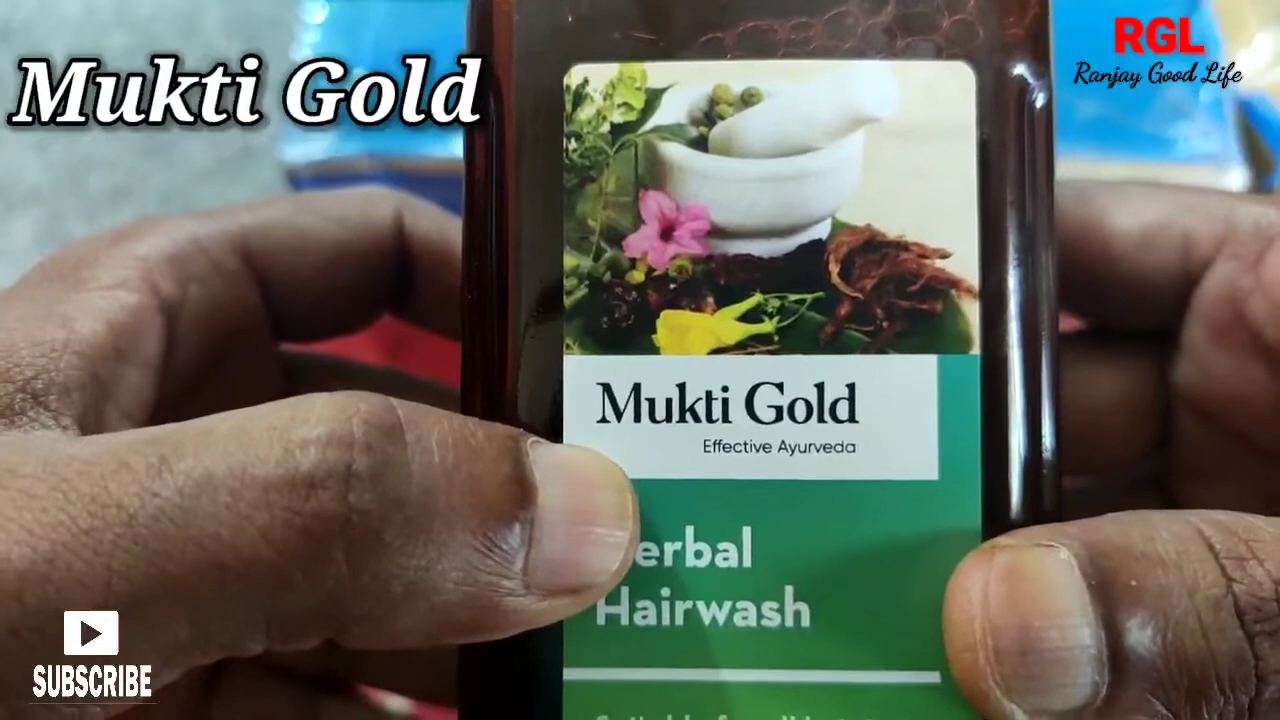 Mukti Gold
RGL
Ranjay Good Life
Mukti Gold
Effective Ayurveda
erbal
Hairwash
SUBSCRIBE